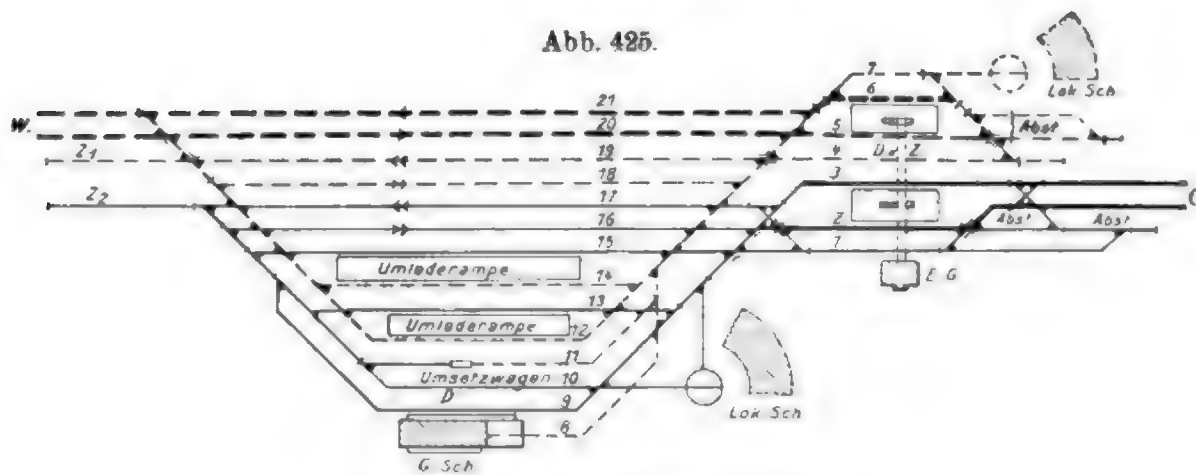 Abb. 425.
7
6
Lok Sch
W.
21
20
5
Abst
Z1
19
D u Z
4
18
3
Z2
17
16
2
Abst
Abst
15
1
Umladerampe
14
E G
13
Umladerampe
12
11
Umsetzwagen
10
D
9
Lok Sch
8
G Sch